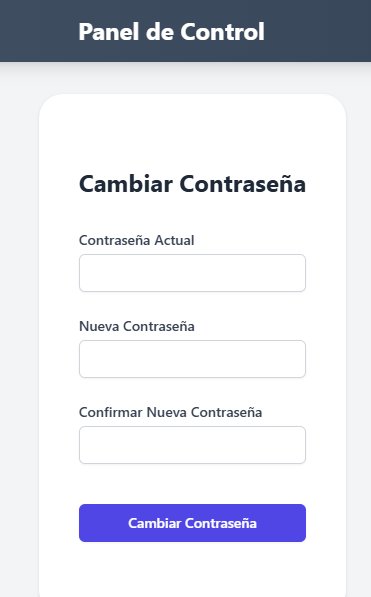 Panel de Control
Cambiar Contraseña
Contraseña Actual
Nueva Contraseña
Confirmar Nueva Contraseña
Cambiar Contraseña